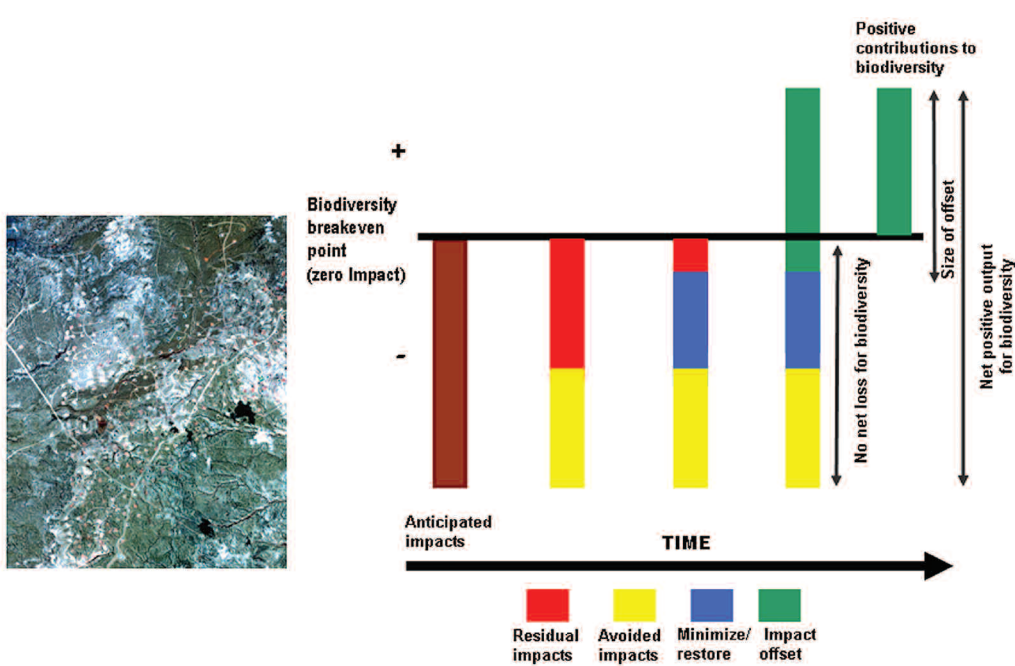 Positive
contributions to
biodiversity
+
Biodiversity
breakeven
point
(zero Impact)
-
No net loss for biodiversity
Size of offset
Net positive output
for biodiversity
Anticipated
impacts
TIME
Residual
impacts
Avoided
impacts
Minimize/
restore
Impact
offset